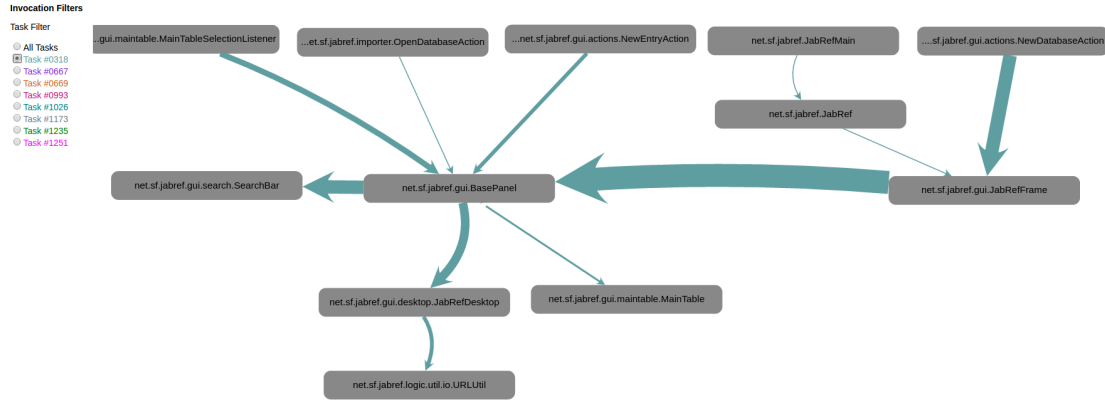 Invocation Filters
Task Filter
All Tasks
Task #0318
Task #0667
Task #0669
Task #0993
Task #1026
Task #1173
Task #1235
Task #1251
...gui.maintable.MainTableSelectionListener
...et.sf.jabref.importer.OpenDatabaseAction
...net.sf.jabref.gui.actions.NewEntryAction
net.sf.jabref.JabRefMain
....sf.jabref.gui.actions.NewDatabaseAction
net.sf.jabref.JabRef
net.sf.jabref.gui.search.SearchBar
net.sf.jabref.gui.BasePanel
net.sf.jabref.gui.JabRefFrame
net.sf.jabref.gui.desktop.JabRefDesktop
net.sf.jabref.gui.maintable.MainTable
net.sf.jabref.logic.util.io.URLUtil